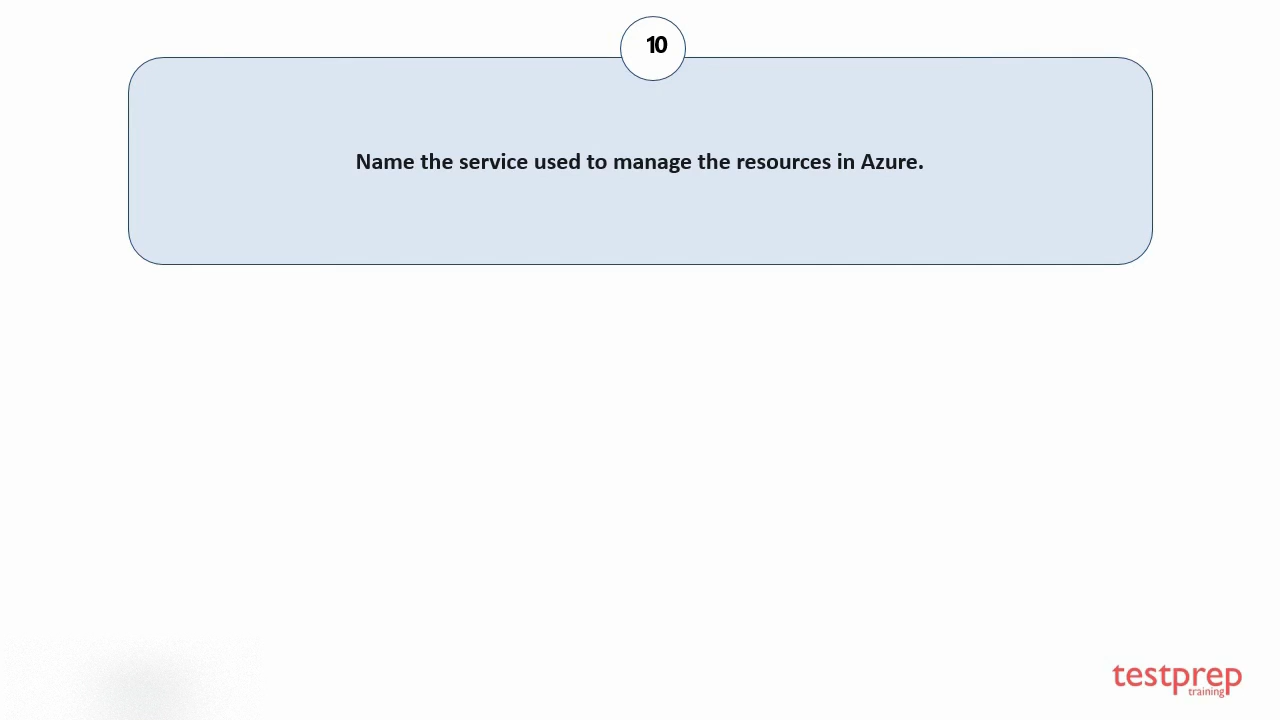 10
Name the service used to manage the resources in Azure.
testprep
training